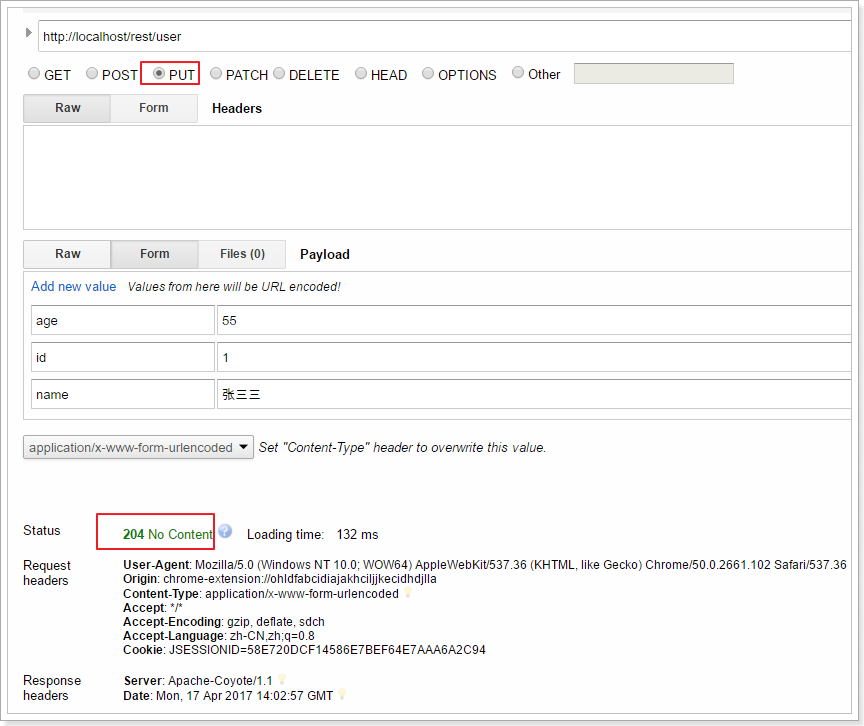 http://localhost/rest/user
GET POST PUT PATCH DELETE HEAD OPTIONS Other
Raw Form Headers
Raw Form Files (0) Payload
Add new value Values from here will be URL encoded!
age 55
id 1
name 张三三
application/x-www-form-urlencoded Set "Content-Type" header to overwrite this value.
Status 204 No Content ? Loading time: 132 ms
Request headers
User-Agent: Mozilla/5.0 (Windows NT 10.0; WOW64) AppleWebKit/537.36 (KHTML, like Gecko) Chrome/50.0.2661.102 Safari/537.36
Origin: chrome-extension://ohldfabcidiajakhciljjkecidhdjlla
Content-Type: application/x-www-form-urlencoded
Accept: */*
Accept-Encoding: gzip, deflate, sdch
Accept-Language: zh-CN,zh;q=0.8
Cookie: JSESSIONID=58E720DCF14586E7BEF64E7AAA6A2C94
Response headers
Server: Apache-Coyote/1.1
Date: Mon, 17 Apr 2017 14:02:57 GMT